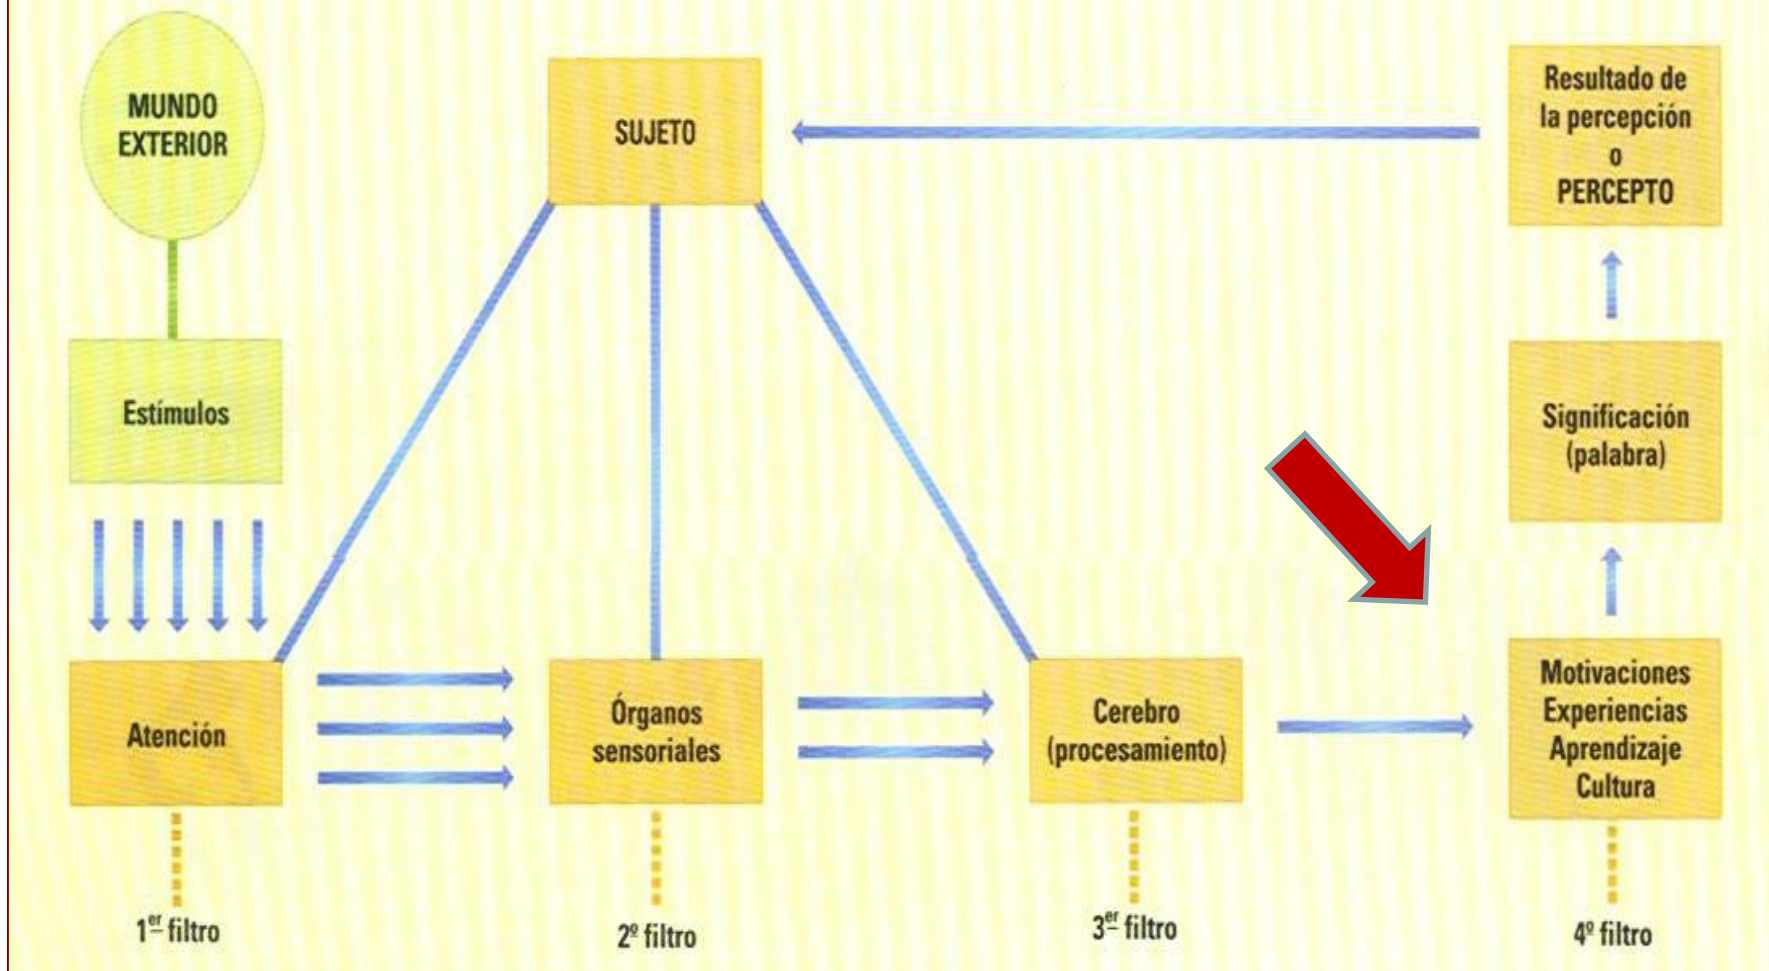 MUNDO
EXTERIOR
SUJETO
Resultado de
la percepción
o
PERCEPTO
Estímulos
Significación
(palabra)
Atención
Órganos
sensoriales
Cerebro
(procesamiento)
Motivaciones
Experiencias
Aprendizaje
Cultura
1er filtro
2º filtro
3er filtro
4º filtro